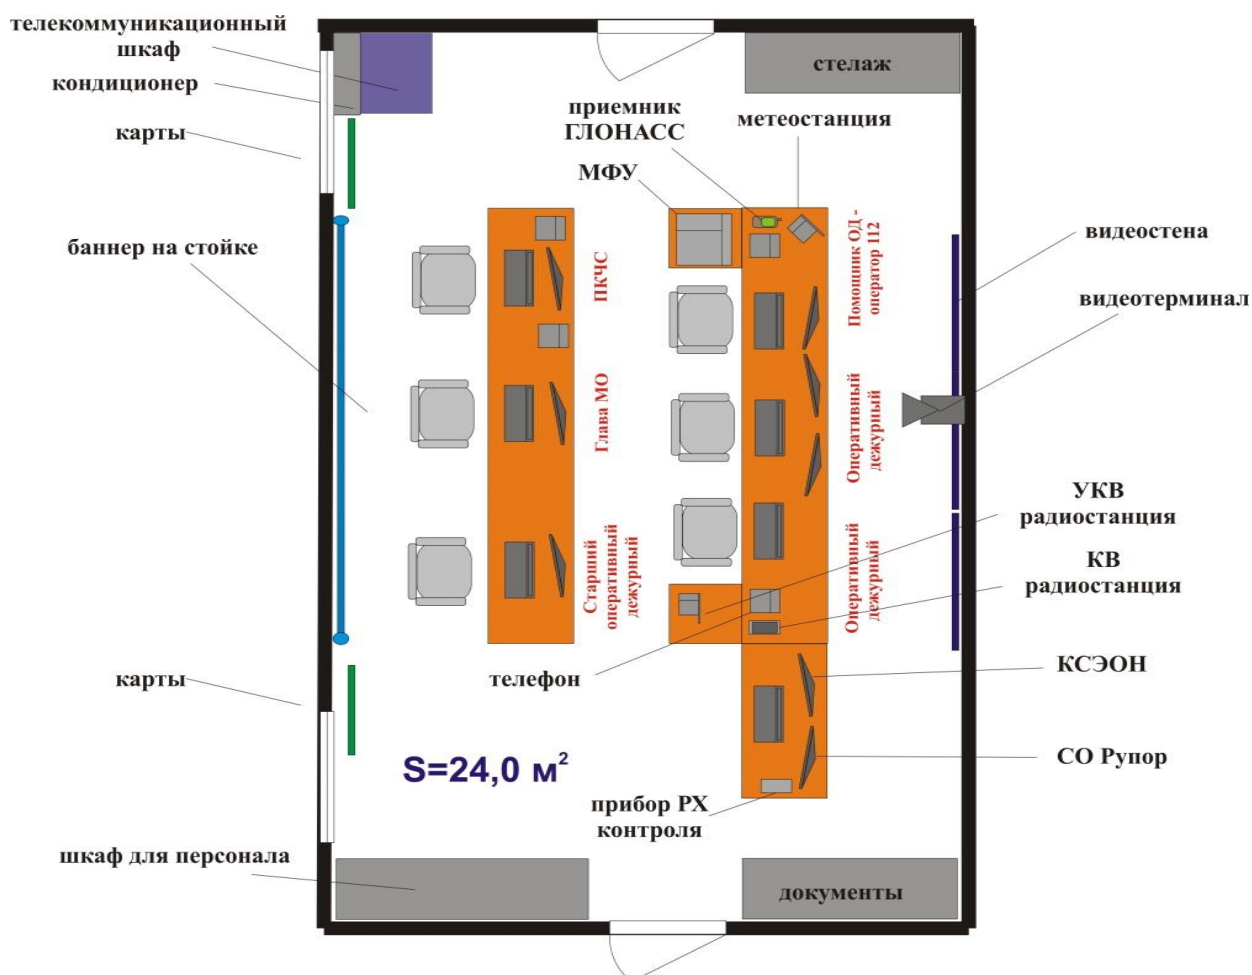 телекоммуникационный
шкаф
кондиционер
карты
баннер на стойке
карты
шкаф для персонала
приемник
ГЛОНАСС
МФУ
стелаж
метеостанция
ПКЧС
Глава МО
Старший
оперативный
дежурный
Помощник ОД -
оператор 112
Оперативный
дежурный
Оперативный
дежурный
видеостена
видеотерминал
УКВ
радиостанция
КВ
радиостанция
телефон
КСЭОН
СО Рупор
S=24,0 м²
прибор РХ
контроля
документы